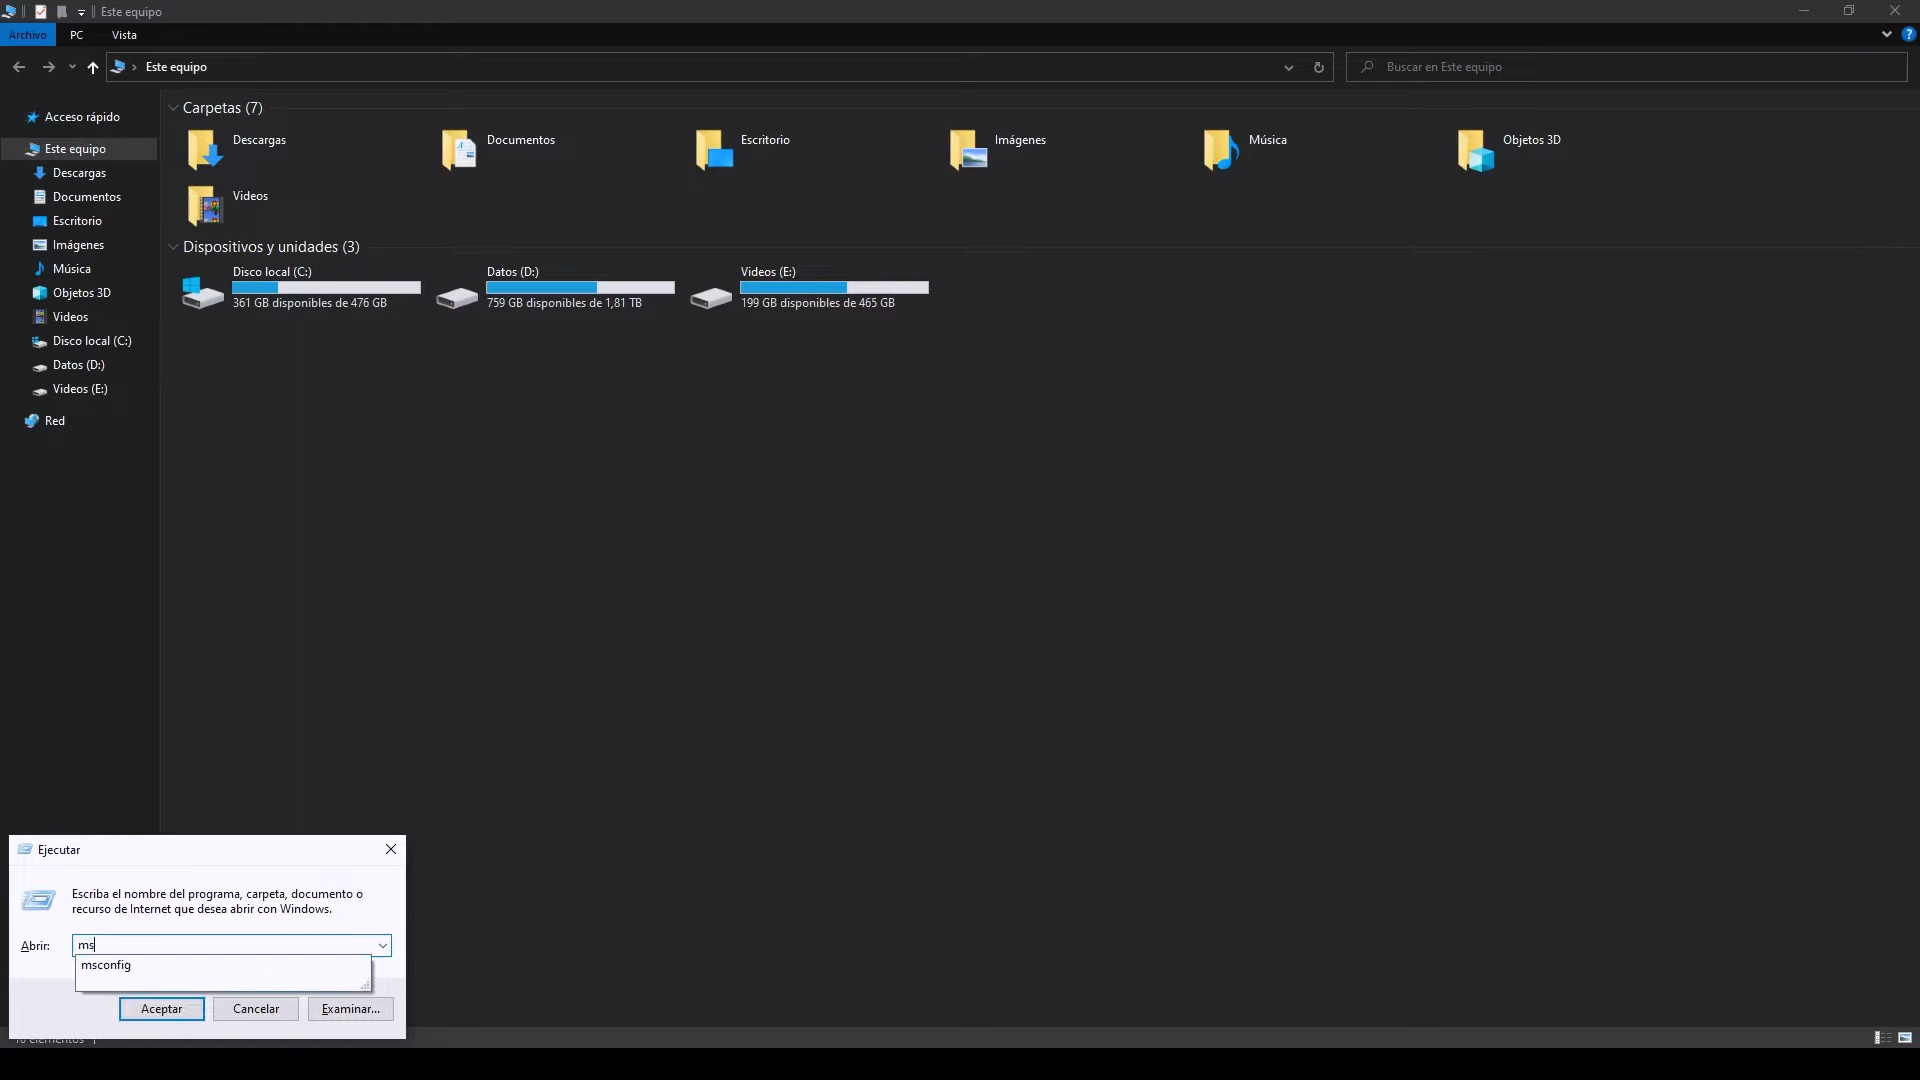 Este equipo
Archivo PC Vista
Este equipo
Buscar en Este equipo
Acceso rápido
Este equipo
Descargas
Documentos
Escritorio
Imágenes
Música
Objetos 3D
Videos
Disco local (C:)
Datos (D:)
Videos (E:)
Red
Carpetas (7)
Descargas Documentos Escritorio Imágenes Música Objetos 3D
Videos
Dispositivos y unidades (3)
Disco local (C:)
361 GB disponibles de 476 GB
Datos (D:)
759 GB disponibles de 1,81 TB
Videos (E:)
199 GB disponibles de 465 GB
Ejecutar
Escriba el nombre del programa, carpeta, documento o
recurso de Internet que desea abrir con Windows.
Abrir: ms
msconfig
Aceptar Cancelar Examinar...
10 elementos